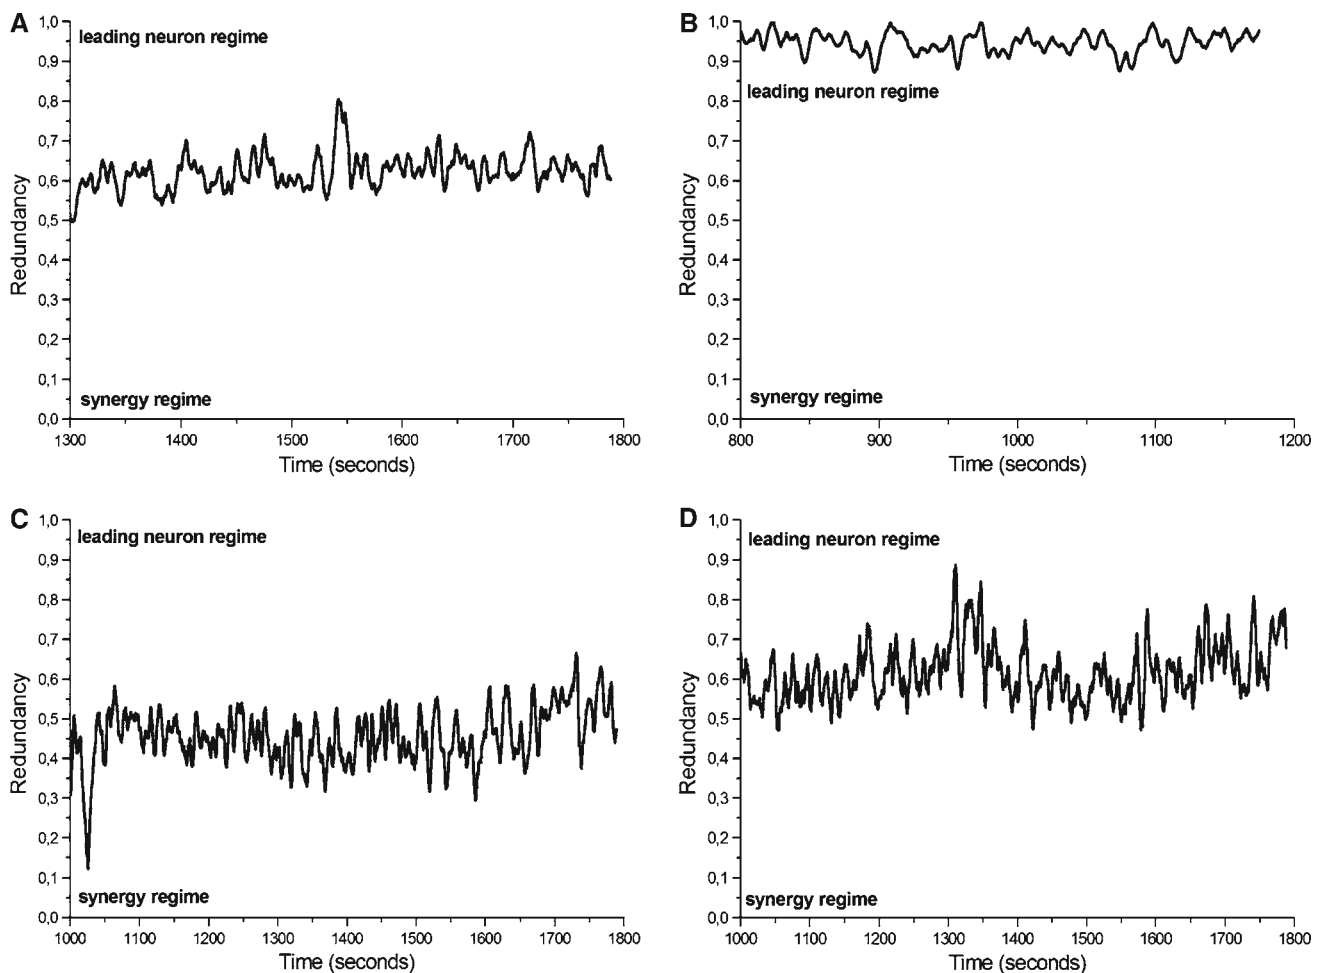 A
1,0
leading neuron regime
0,9
0,8
0,7
0,6
0,5
0,4
0,3
0,2
0,1
synergy regime
0,0
Redundancy
1300 1400 1500 1600 1700 1800
Time (seconds)
B
1,0
0,9
leading neuron regime
0,8
0,7
0,6
0,5
0,4
0,3
0,2
0,1
synergy regime
0,0
Redundancy
800 900 1000 1100 1200
Time (seconds)
C
1,0
leading neuron regime
0,9
0,8
0,7
0,6
0,5
0,4
0,3
0,2
0,1
synergy regime
0,0
Redundancy
1000 1100 1200 1300 1400 1500 1600 1700 1800
Time (seconds)
D
1,0
leading neuron regime
0,9
0,8
0,7
0,6
0,5
0,4
0,3
0,2
0,1
synergy regime
0,0
Redundancy
1000 1100 1200 1300 1400 1500 1600 1700 1800
Time (seconds)